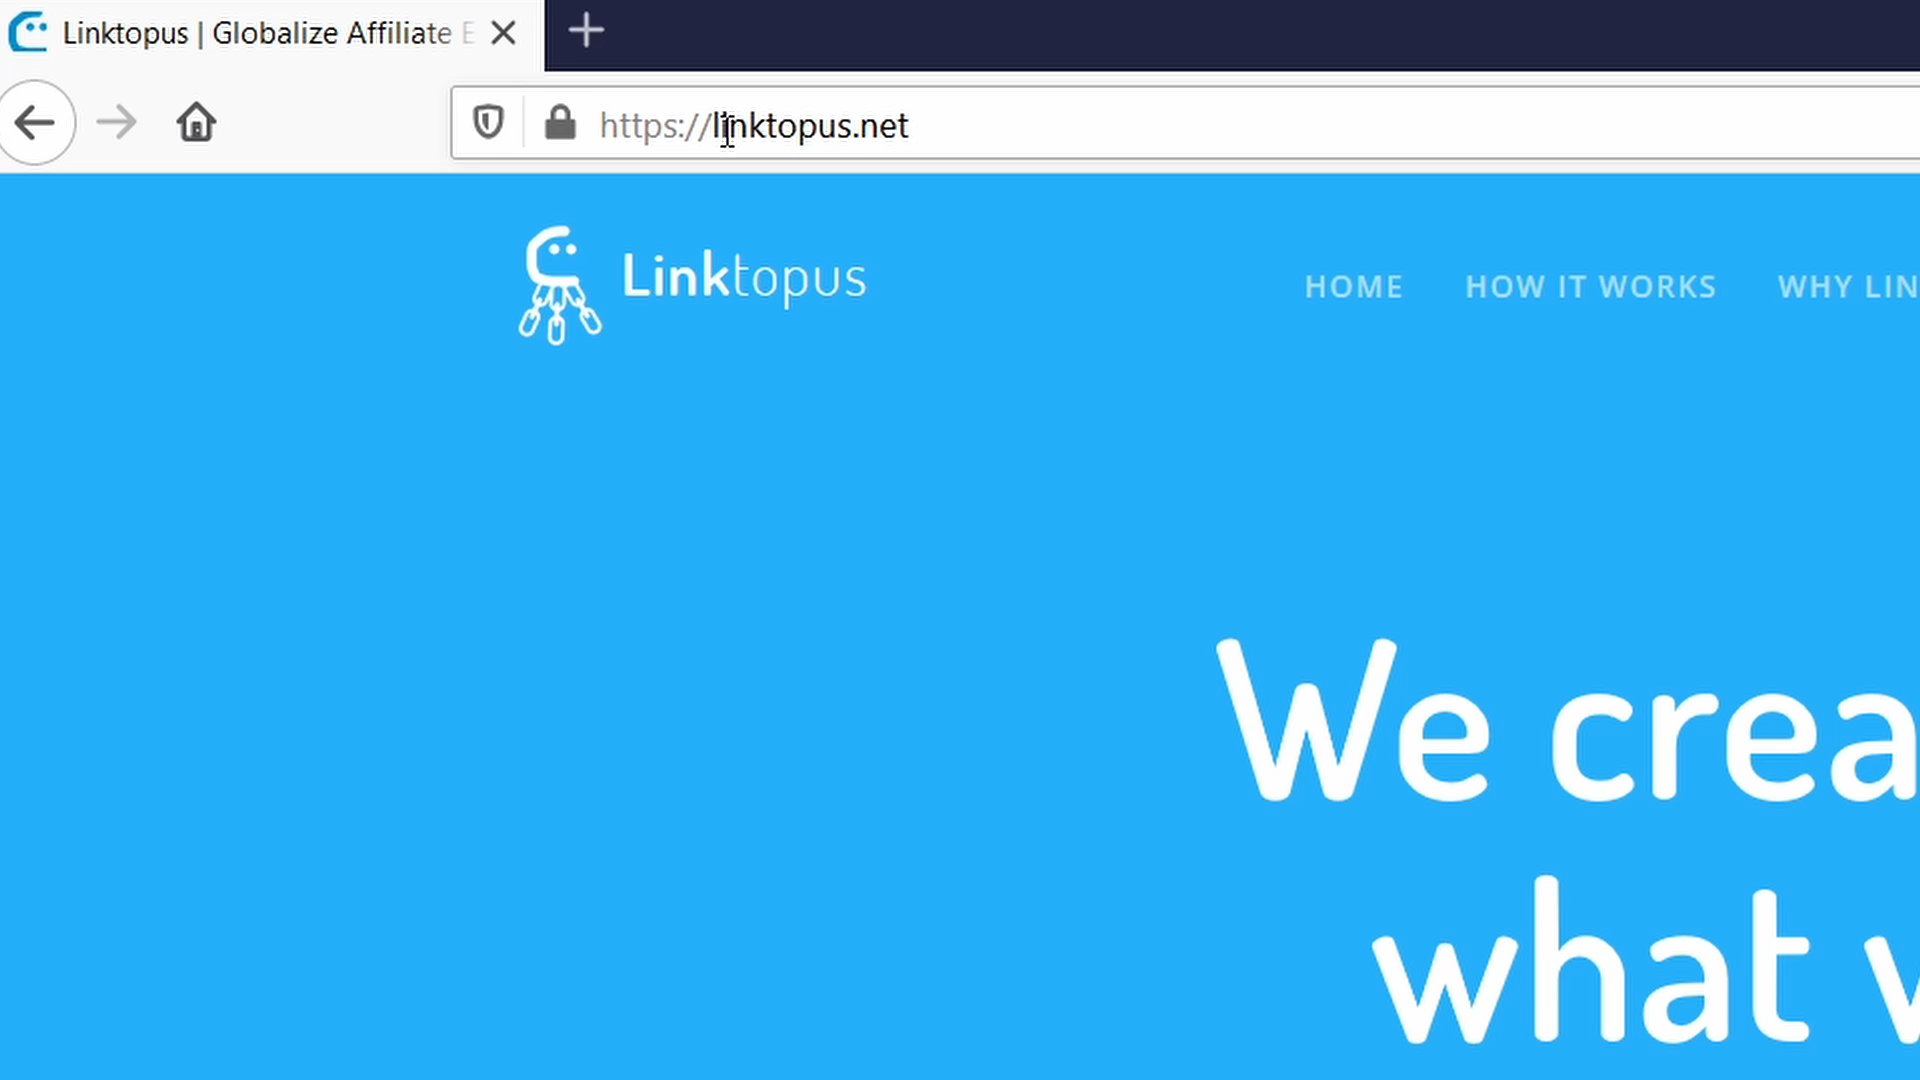 Linktopus | Globalize Affiliate E
https://linktopus.net
Linktopus
HOME HOW IT WORKS WHY LIN
We crea
what